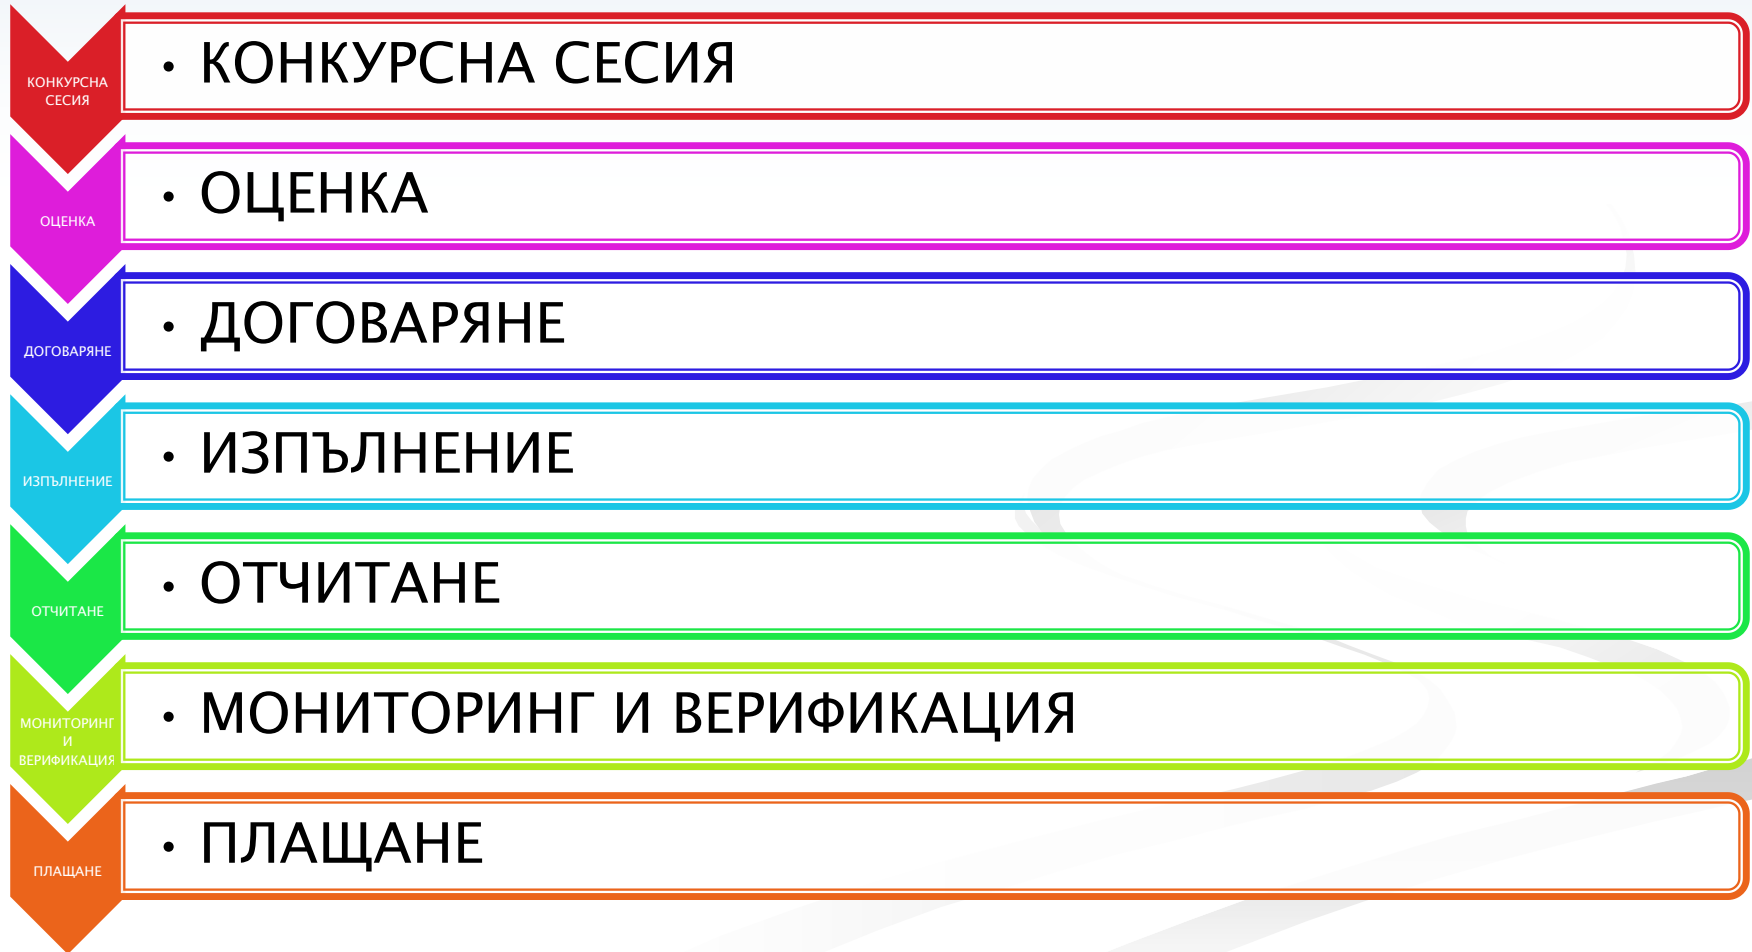 КОНКУРСНА
СЕСИЯ
• КОНКУРСНА СЕСИЯ
ОЦЕНКА
• ОЦЕНКА
ДОГОВАРЯНЕ
• ДОГОВАРЯНЕ
ИЗПЪЛНЕНИЕ
• ИЗПЪЛНЕНИЕ
ОТЧИТАНЕ
• ОТЧИТАНЕ
МОНИТОРИНГ
И
ВЕРИФИКАЦИЯ
• МОНИТОРИНГ И ВЕРИФИКАЦИЯ
ПЛАЩАНЕ
• ПЛАЩАНЕ